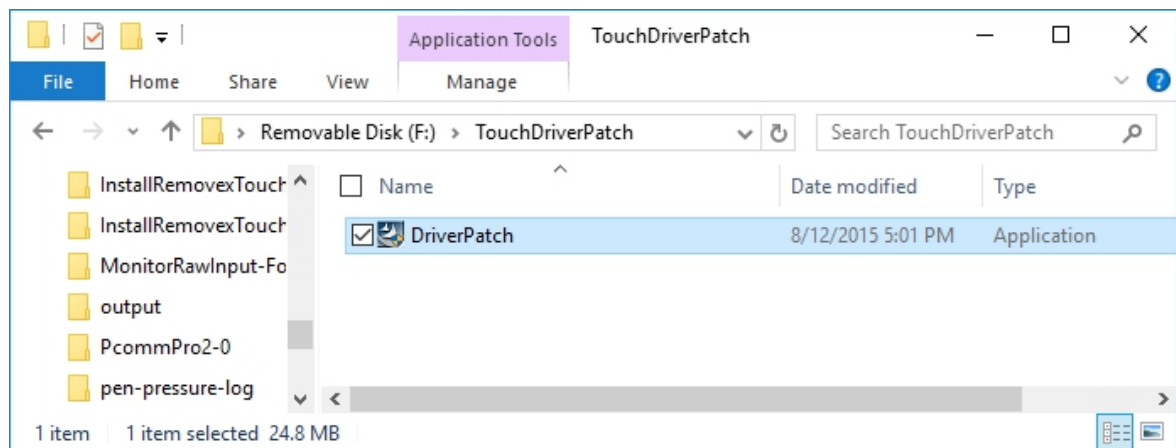 Application Tools TouchDriverPatch
File Home Share View Manage
Removable Disk (F:) TouchDriverPatch Search TouchDriverPatch
InstallRemovexTouch
InstallRemovexTouch
MonitorRawInput-Fo
output
PcommPro2-0
pen-pressure-log
Name Date modified Type
DriverPatch 8/12/2015 5:01 PM Application
1 item 1 item selected 24.8 MB